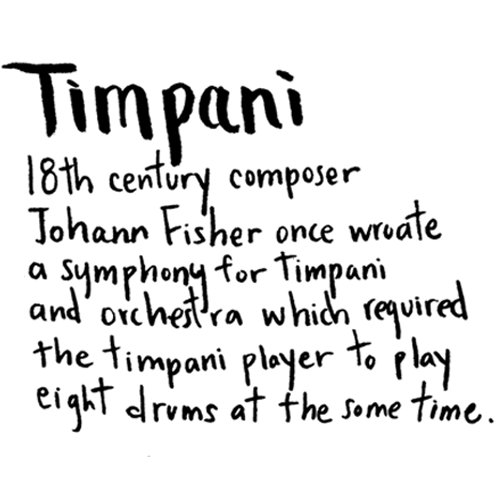 Timpani
18th century composer
Johann Fisher once wroate
a symphony for Timpani
and orchestra which required
the timpani player to play
eight drums at the some time.